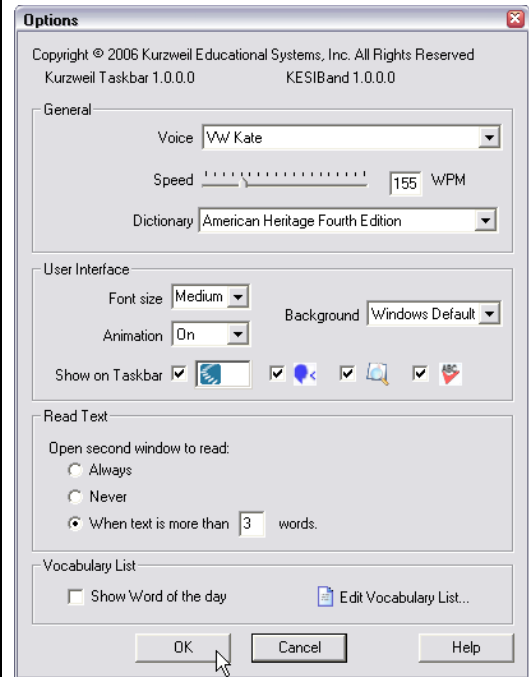 Options
Copyright © 2006 Kurzweil Educational Systems, Inc. All Rights Reserved
Kurzweil Taskbar 1.0.0.0 KESIBand 1.0.0.0
General
Voice VW Kate
Speed 155 WPM
Dictionary American Heritage Fourth Edition
User Interface
Font size Medium
Background Windows Default
Animation On
Show on Taskbar ABC
Read Text
Open second window to read:
Always
Never
When text is more than 3 words.
Vocabulary List
Show Word of the day Edit Vocabulary List...
OK Cancel Help